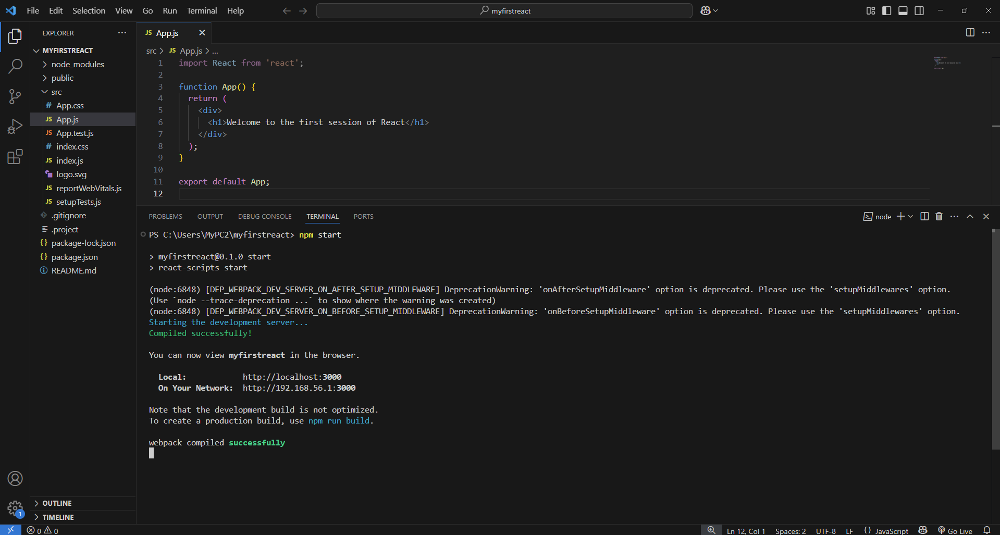 File Edit Selection View Go Run Terminal Help
myfirstreact
EXPLORER
MYFIRSTREACT
node_modules
public
src
# App.css
JS App.js
JS App.test.js
# index.css
JS index.js
logo.svg
JS reportWebVitals.js
JS setupTests.js
.gitignore
.project
{} package-lock.json
{} package.json
README.md
OUTLINE
TIMELINE
JS App.js
src > JS App.js > ...
1 import React from 'react';
2
3 function App() {
4 return (
5 <div>
6 <h1>Welcome to the first session of React</h1>
7 </div>
8 );
9 }
10
11 export default App;
12
PROBLEMS OUTPUT DEBUG CONSOLE TERMINAL PORTS
node
PS C:\Users\MyPC2\myfirstreact> npm start
> myfirstreact@0.1.0 start
> react-scripts start
(node:6848) [DEP_WEBPACK_DEV_SERVER_ON_AFTER_SETUP_MIDDLEWARE] DeprecationWarning: 'onAfterSetupMiddleware' option is deprecated. Please use the 'setupMiddlewares' option.
(Use `node --trace-deprecation ...` to show where the warning was created)
(node:6848) [DEP_WEBPACK_DEV_SERVER_ON_BEFORE_SETUP_MIDDLEWARE] DeprecationWarning: 'onBeforeSetupMiddleware' option is deprecated. Please use the 'setupMiddlewares' option.
Starting the development server...
Compiled successfully!
You can now view myfirstreact in the browser.
Local: http://localhost:3000
On Your Network: http://192.168.56.1:3000
Note that the development build is not optimized.
To create a production build, use npm run build.
webpack compiled successfully
1
0 0
Ln 12, Col 1 Spaces: 2 UTF-8 LF {} JavaScript Go Live